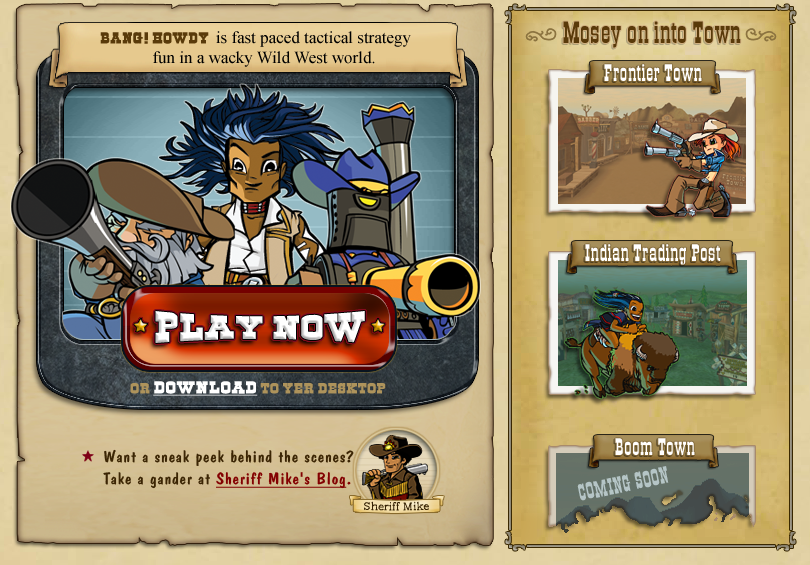 BANG! HOWDY is fast paced tactical strategy
fun in a wacky Wild West world.
PLAY NOW
OR DOWNLOAD TO YER DESKTOP
Want a sneak peek behind the scenes?
Take a gander at Sheriff Mike's Blog.
Sheriff Mike
Mosey on into Town
Frontier Town
Indian Trading Post
Boom Town
COMING SOON